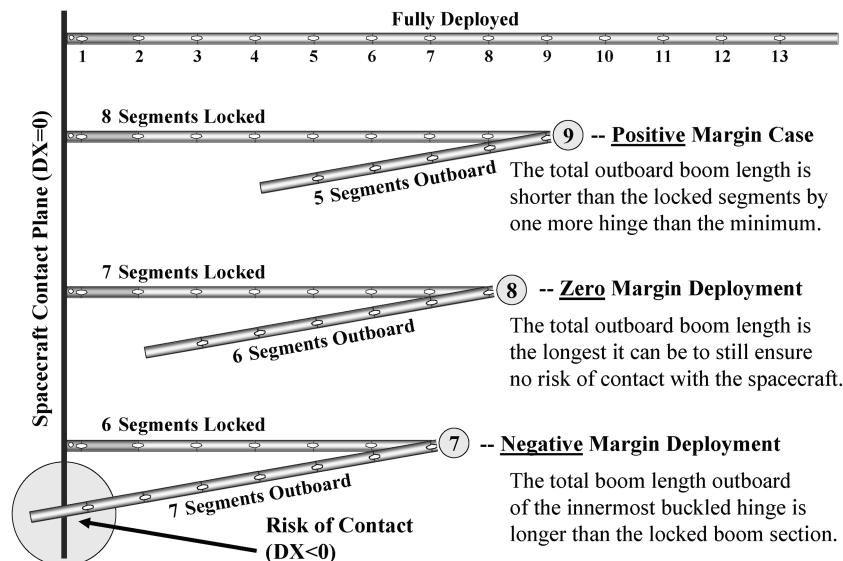 Fully Deployed
1 2 3 4 5 6 7 8 9 10 11 12 13
Spacecraft Contact Plane (DX=0)
8 Segments Locked
5 Segments Outboard
9 -- Positive Margin Case
The total outboard boom length is
shorter than the locked segments by
one more hinge than the minimum.
7 Segments Locked
6 Segments Outboard
8 -- Zero Margin Deployment
The total outboard boom length is
the longest it can be to still ensure
no risk of contact with the spacecraft.
6 Segments Locked
7 Segments Outboard
7 -- Negative Margin Deployment
The total boom length outboard
of the innermost buckled hinge is
longer than the locked boom section.
Risk of Contact
(DX<0)